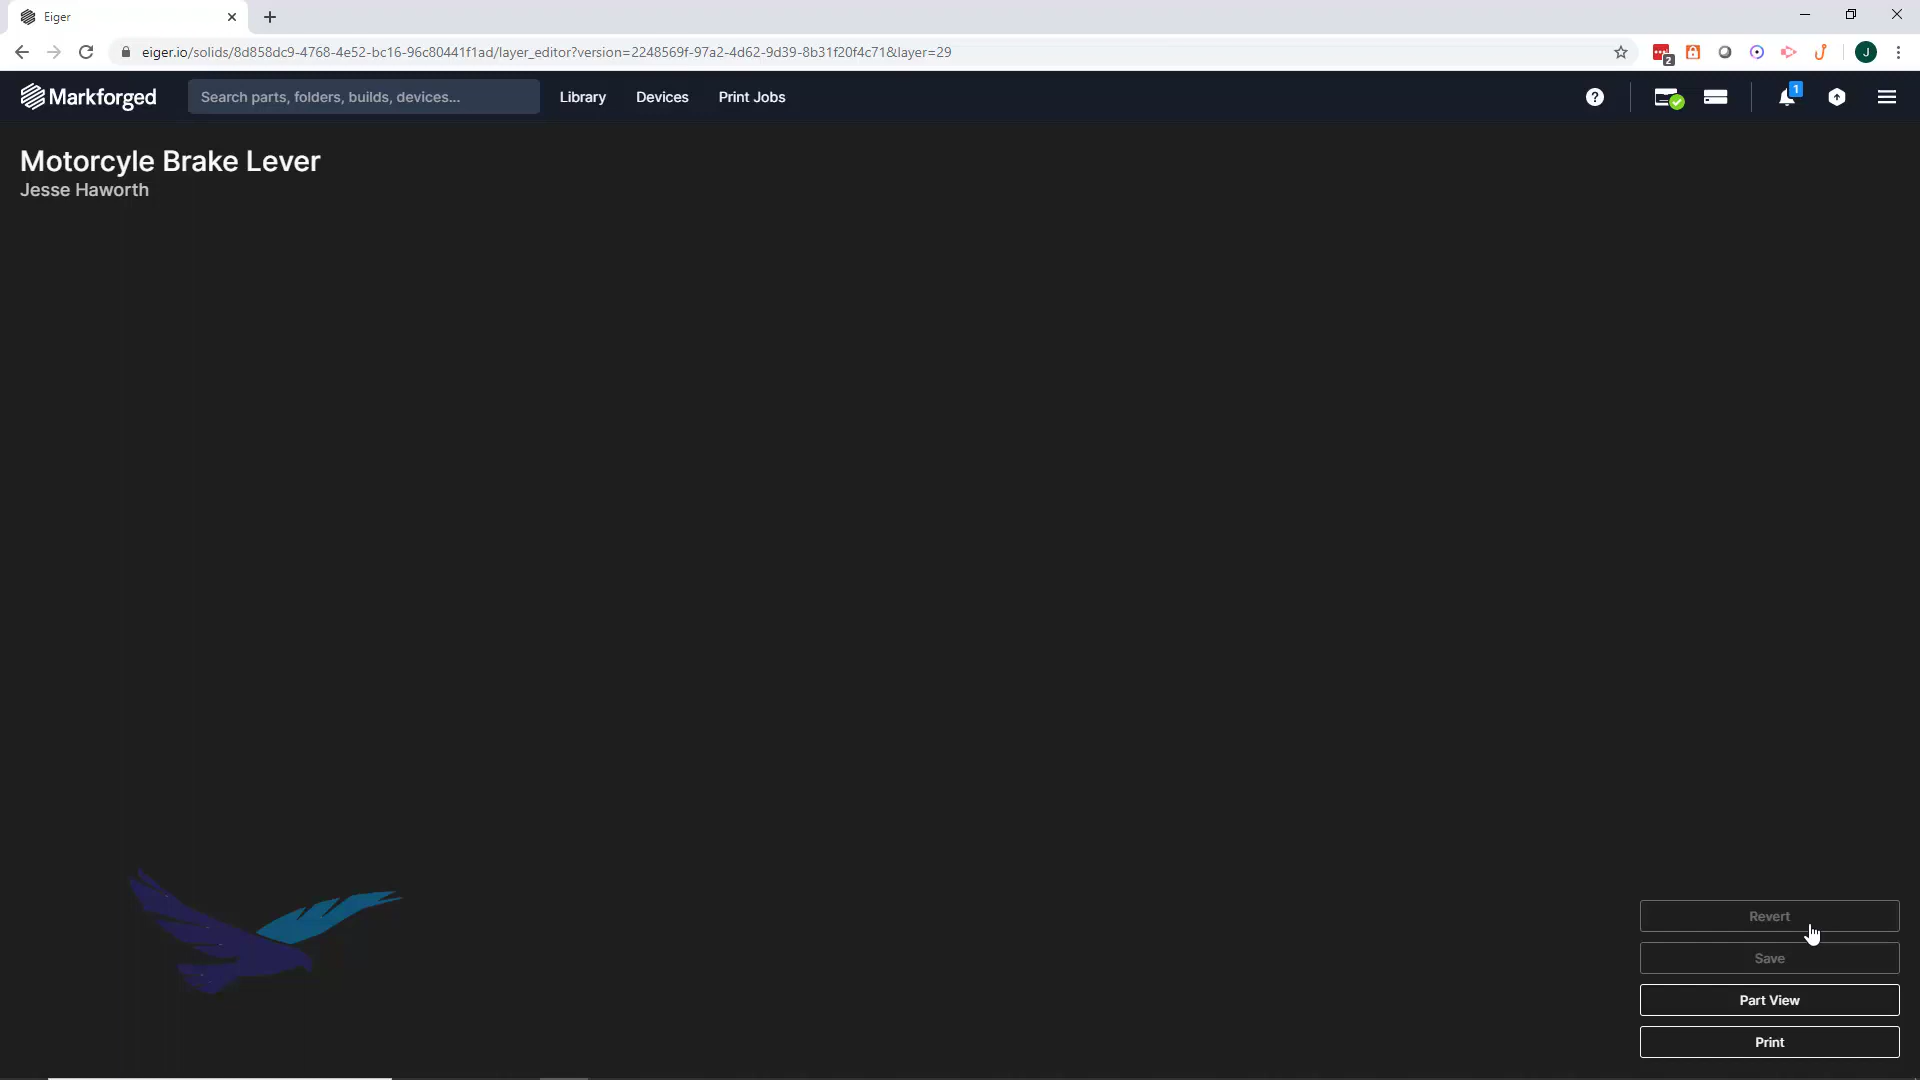 Eiger
eiger.io/solids/8d858dc9-4768-4e52-bc16-96c80441f1ad/layer_editor?version=2248569f-97a2-4d62-9d39-8b31f20f4c71&layer=29
2
J
Markforged
Search parts, folders, builds, devices...
Library
Devices
Print Jobs
?
1
Motorcyle Brake Lever
Jesse Haworth
Revert
Save
Part View
Print